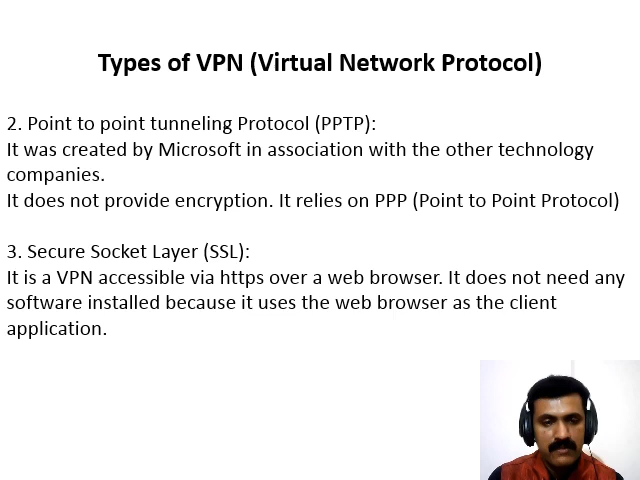 Types of VPN (Virtual Network Protocol)
2. Point to point tunneling Protocol (PPTP):
It was created by Microsoft in association with the other technology
companies.
It does not provide encryption. It relies on PPP (Point to Point Protocol)
3. Secure Socket Layer (SSL):
It is a VPN accessible via https over a web browser. It does not need any
software installed because it uses the web browser as the client
application.